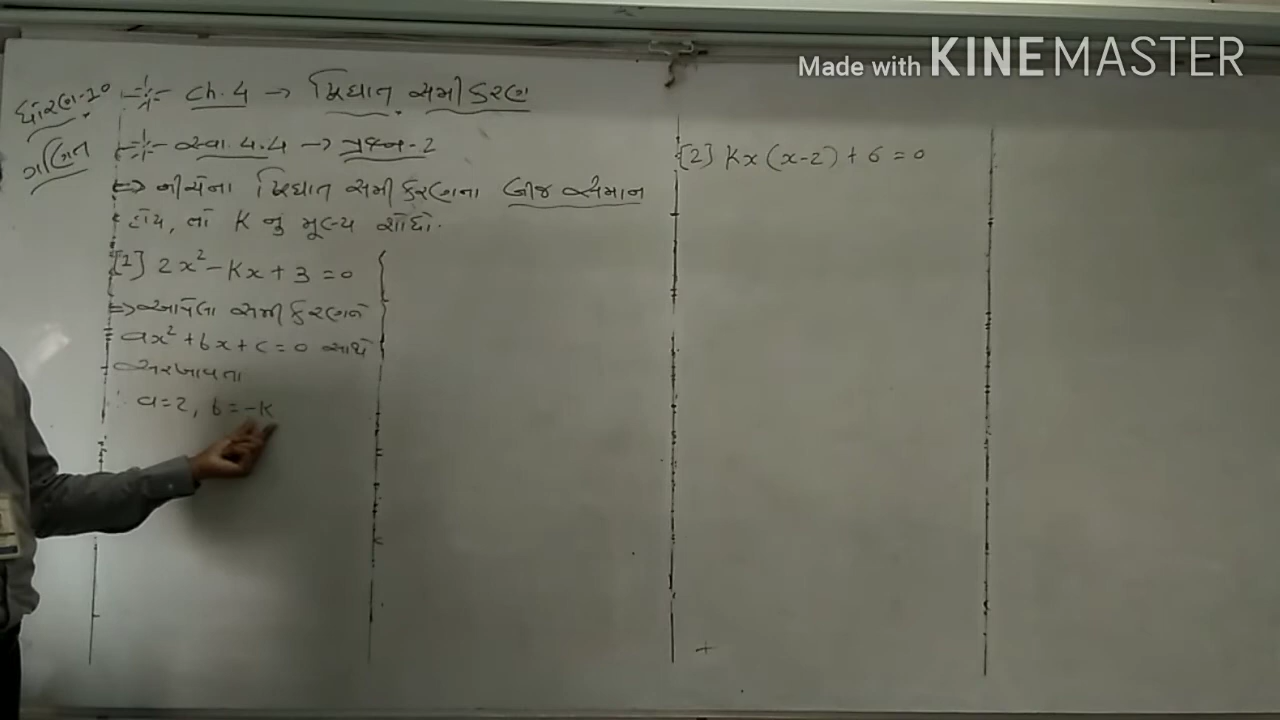 Made with KINEMASTER
ધોરણ-10
ગણિત
Ch.4 → દ્વિઘાત સમીકરણ
સ્વા. 4.4 → પ્રશ્ન-2
⇒ નીચેના દ્વિઘાત સમીકરણના બીજ સમાન
હોય, તો K નુ મૂલ્ય શોધો.
[1] 2x² - Kx + 3 = 0
⇒ આપેલા સમીકરણને
ax² + bx + c = 0 સાથે
સરખાવતા
∴ a = 2, b = -K
[2] Kx (x-2) + 6 = 0